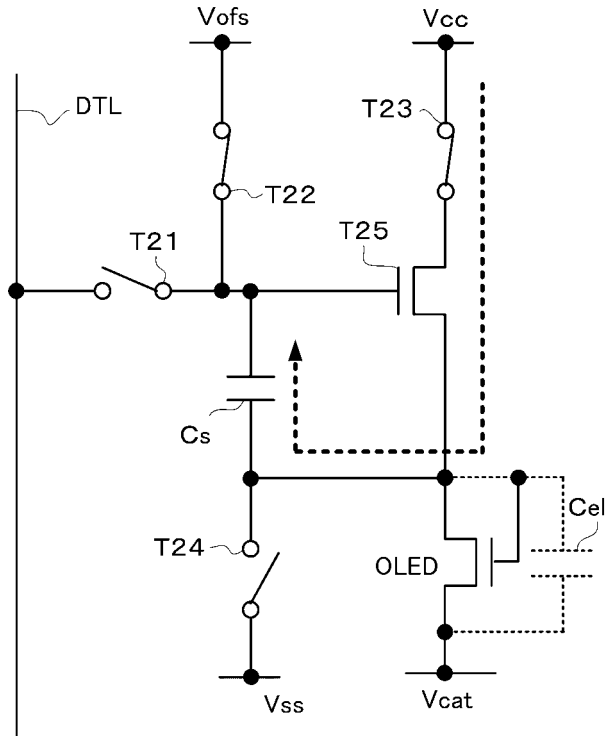 Vofs
Vcc
DTL
T23
T22
T21
T25
Cs
T24
Cel
OLED
Vss
Vcat